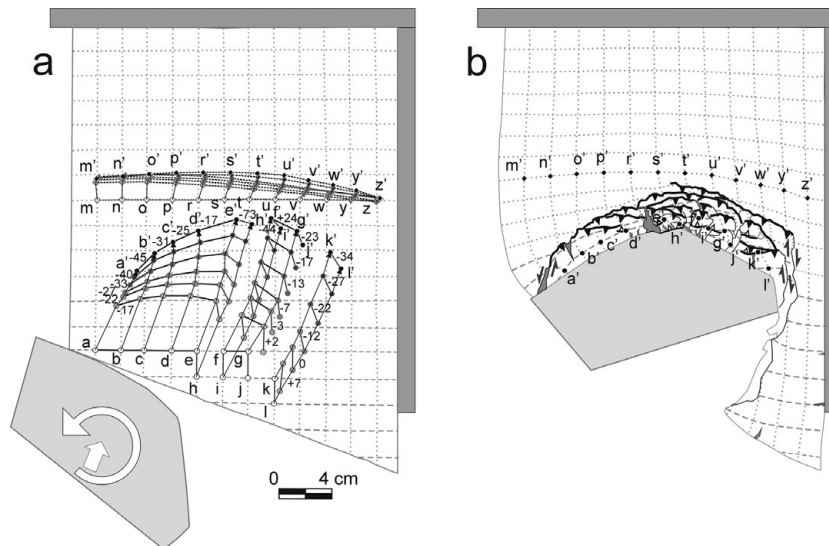 a
b
m' n' o' p' r' s' t' u' v' w' y' z'
m' n' o' p' r' s' t' u' v' w' y' z'
m n o p r s t u v w y z
a' -40 b' -45 c' -31 -25 d' -17 e' -73 h' -44 +24 g' -23 -17 k' -34 l' -27
-33
-22 -17
-13
-7
-3
+2
-22
-12
0
+7
a b c d e f g
h i j k
l
e' a' b' c' d' h' g' j' k' l'
0 4 cm